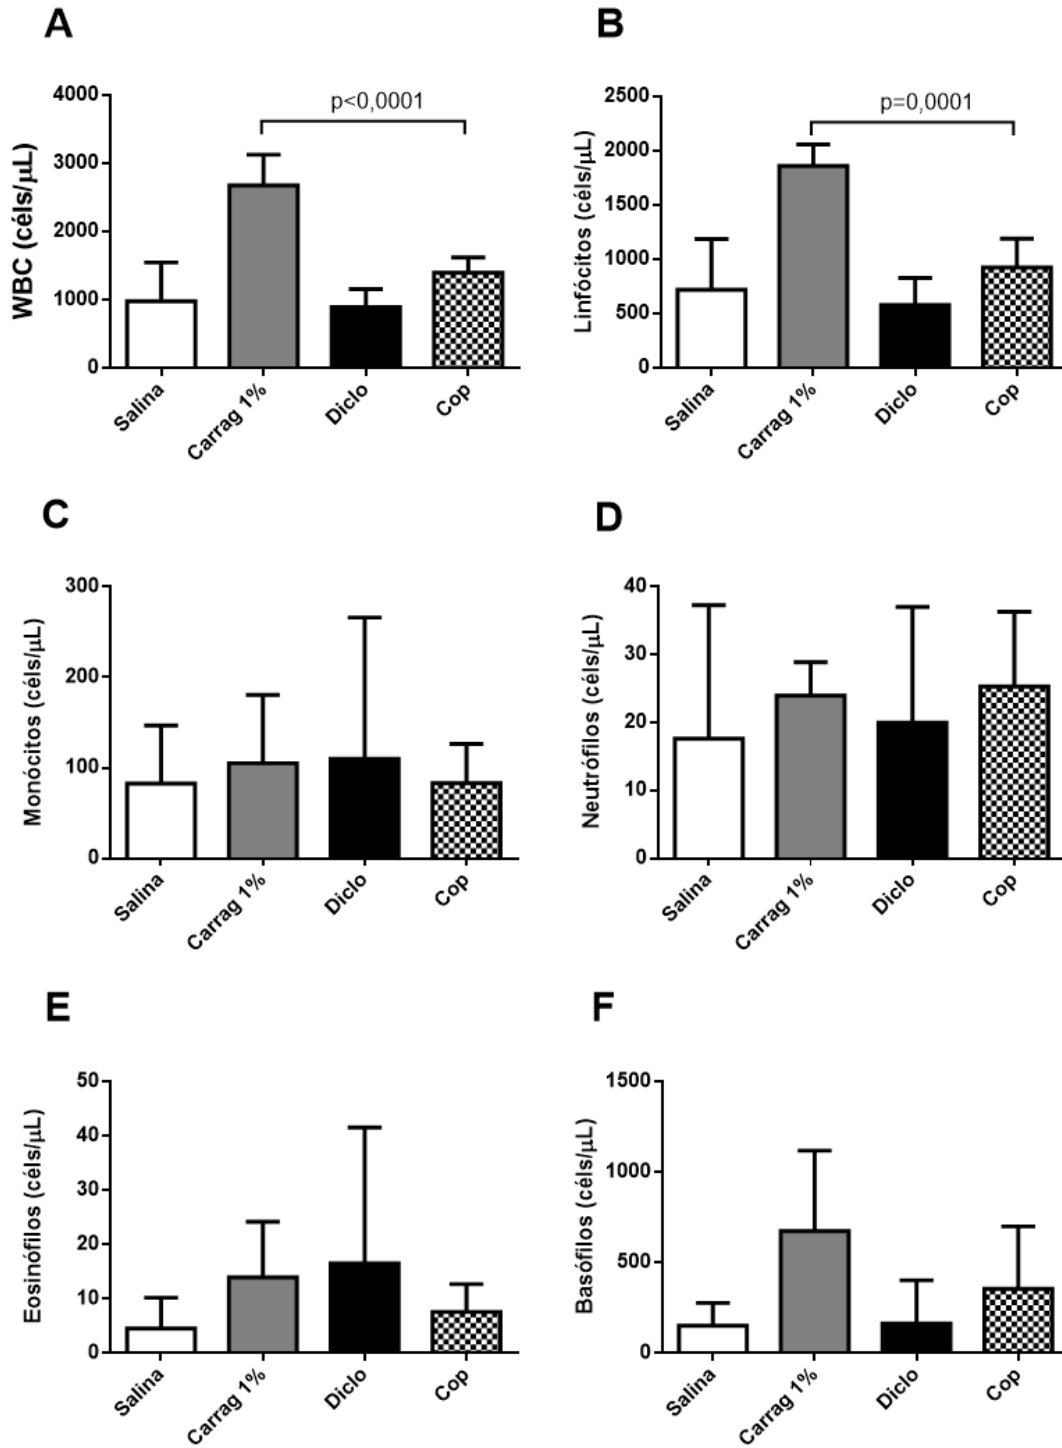 A
WBC (céls/µL)
4000
3000
2000
1000
0
p<0,0001
Salina
Carrag 1%
Diclo
Cop
B
Linfócitos (céls/µL)
2500
2000
1500
1000
500
0
p=0,0001
Salina
Carrag 1%
Diclo
Cop
C
Monócitos (céls/µL)
300
200
100
0
Salina
Carrag 1%
Diclo
Cop
D
Neutrófilos (céls/µL)
40
30
20
10
0
Salina
Carrag 1%
Diclo
Cop
E
Eosinófilos (céls/µL)
50
40
30
20
10
0
Salina
Carrag 1%
Diclo
Cop
F
Basófilos (céls/µL)
1500
1000
500
0
Salina
Carrag 1%
Diclo
Cop